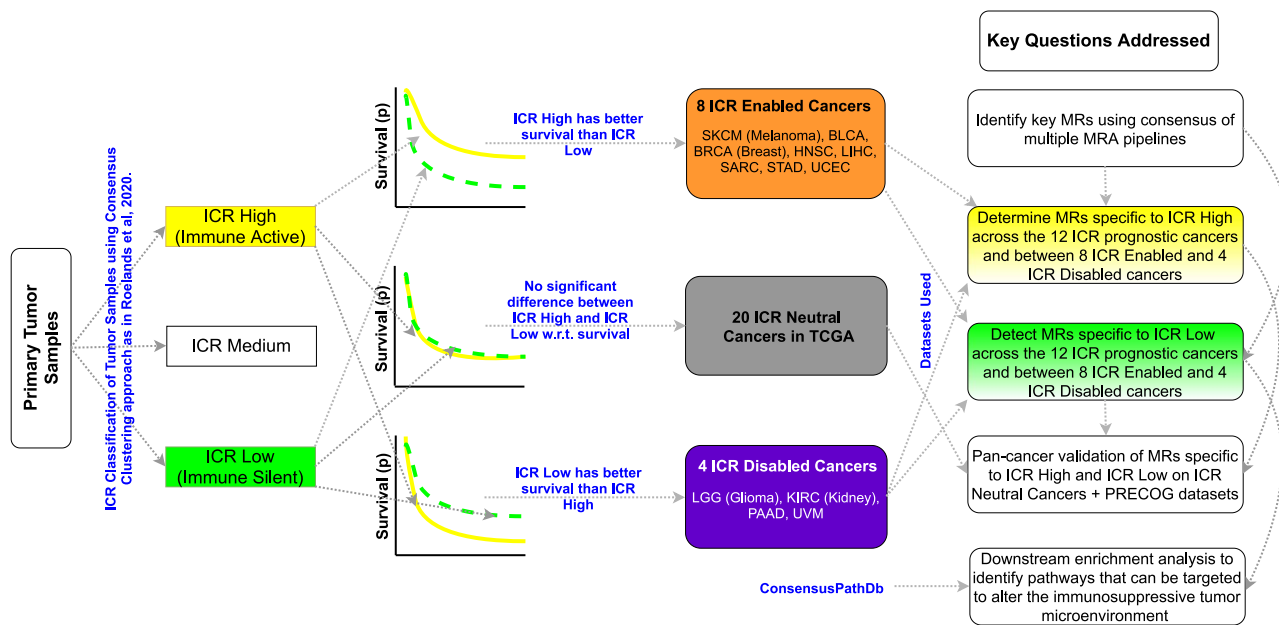 Primary Tumor
Samples
ICR Classification of Tumor Samples using Consensus
Clustering approach as in Roelands et al, 2020.
ICR High
(Immune Active)
ICR Medium
ICR Low
(Immune Silent)
Survival (p)
ICR High has better
survival than ICR
Low
Survival (p)
No significant
difference between
ICR High and ICR
Low w.r.t. survival
Survival (p)
ICR Low has better
survival than ICR
High
8 ICR Enabled Cancers
SKCM (Melanoma), BLCA,
BRCA (Breast), HNSC, LIHC,
SARC, STAD, UCEC
20 ICR Neutral
Cancers in TCGA
4 ICR Disabled Cancers
LGG (Glioma), KIRC (Kidney),
PAAD, UVM
Datasets Used
ConsensusPathDb
Key Questions Addressed
Identify key MRs using consensus of
multiple MRA pipelines
Determine MRs specific to ICR High
across the 12 ICR prognostic cancers
and between 8 ICR Enabled and 4
ICR Disabled cancers
Detect MRs specific to ICR Low
across the 12 ICR prognostic cancers
and between 8 ICR Enabled and 4
ICR Disabled cancers
Pan-cancer validation of MRs specific
to ICR High and ICR Low on ICR
Neutral Cancers + PRECOG datasets
Downstream enrichment analysis to
identify pathways that can be targeted
to alter the immunosuppressive tumor
microenvironment